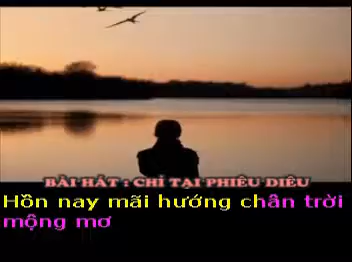 BÀI HÁT : CHỈ TẠI PHIÊU DIÊU
Hồn nay mãi hướng chân trời
mộng mơ